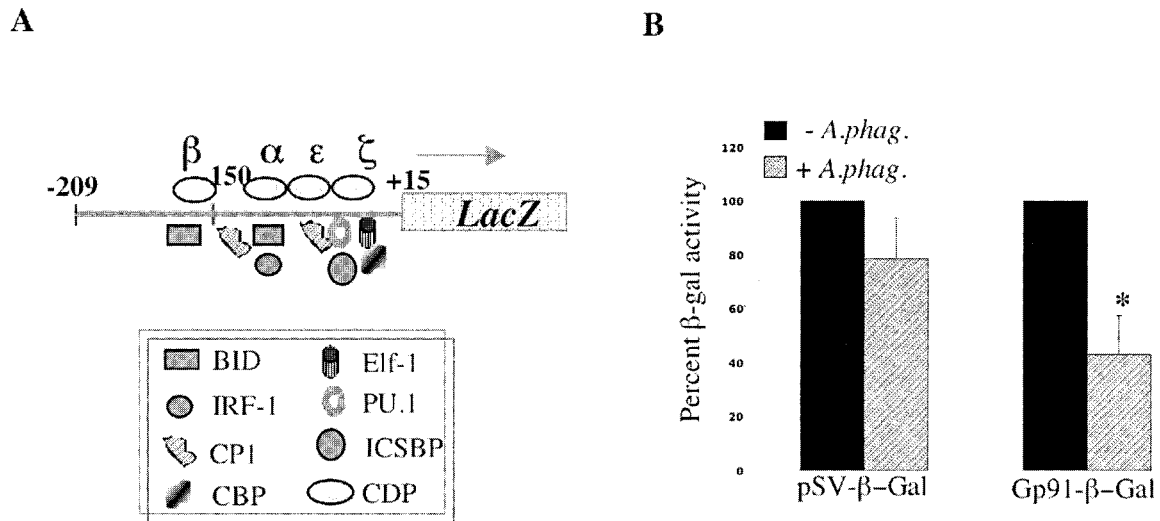 A
β α ε ζ
-209 150 +15
LacZ
BID
IRF-1
CP1
CBP
Elf-1
PU.1
ICSBP
CDP
B
- A.phag.
+ A.phag.
Percent β-gal activity
120
100
80
60
40
20
0
*
pSV-β-Gal
Gp91-β-Gal